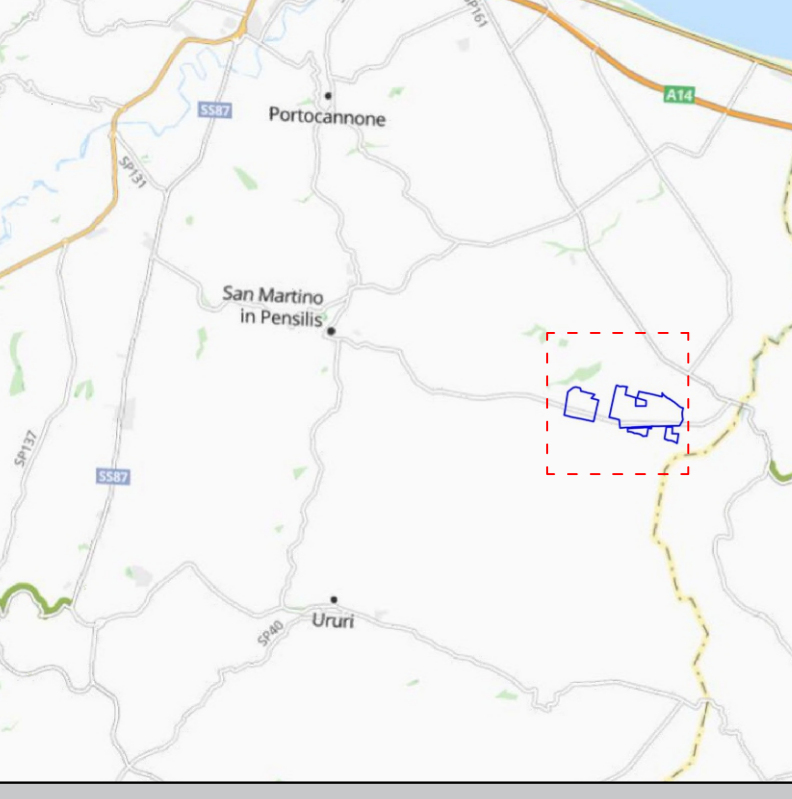 SP161
A14
SS87
Portocannone
SP131
San Martino
in Pensilis
SP137
SS87
Ururi
SP40